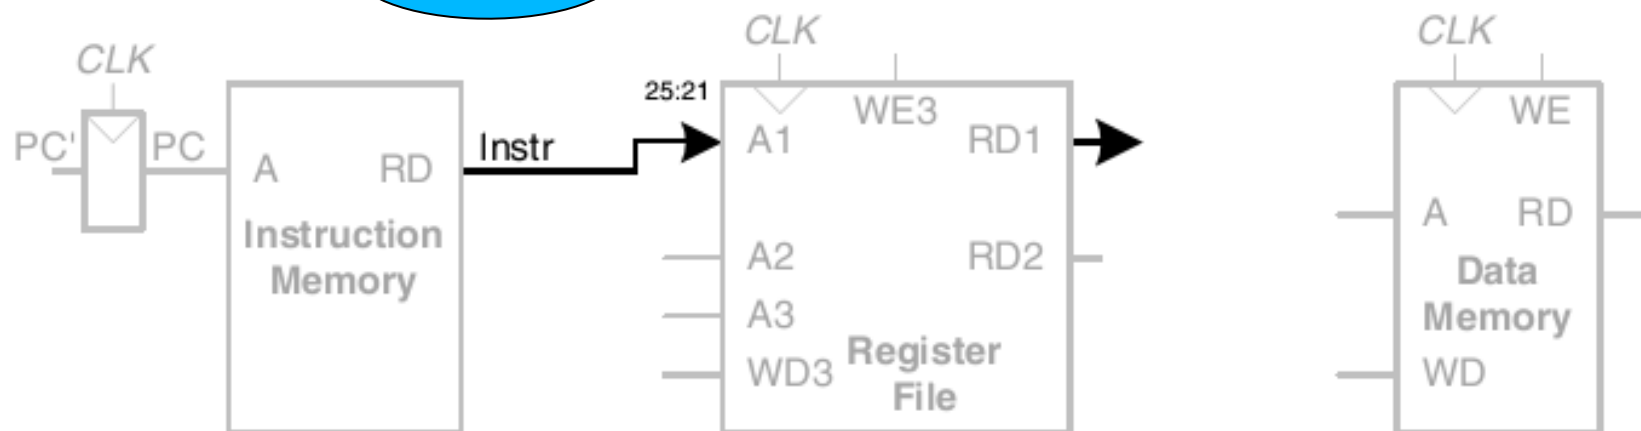 CLK
CLK
CLK
25:21
WE3
WE
PC'
PC
Instr
A1
RD1
A
RD
A
RD
Instruction
Memory
A2
RD2
Data
Memory
A3
Register
File
WD3
WD